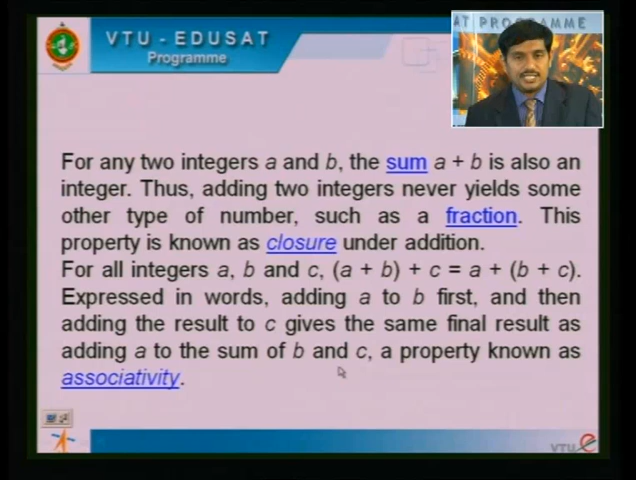 VTU - EDUSAT
Programme
AT PROGRAMME
For any two integers a and b, the sum a + b is also an
integer. Thus, adding two integers never yields some
other type of number, such as a fraction. This
property is known as closure under addition.
For all integers a, b and c, (a + b) + c = a + (b + c).
Expressed in words, adding a to b first, and then
adding the result to c gives the same final result as
adding a to the sum of b and c, a property known as
associativity.
VTU e